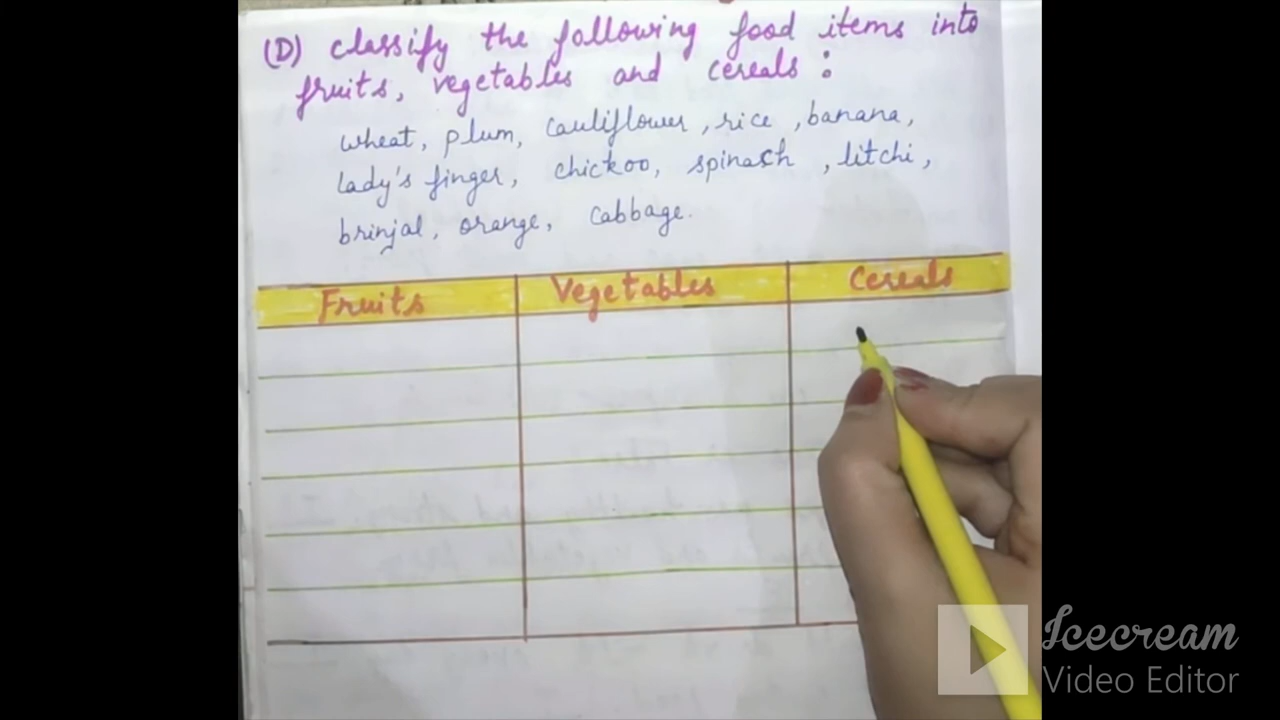 (D) classify the following food items into
fruits, vegetables and cereals :
wheat, plum, cauliflower, rice, banana,
lady's finger, chickoo, spinach, litchi,
brinjal, orange, cabbage.
Fruits Vegetables Cereals
Icecream
Video Editor